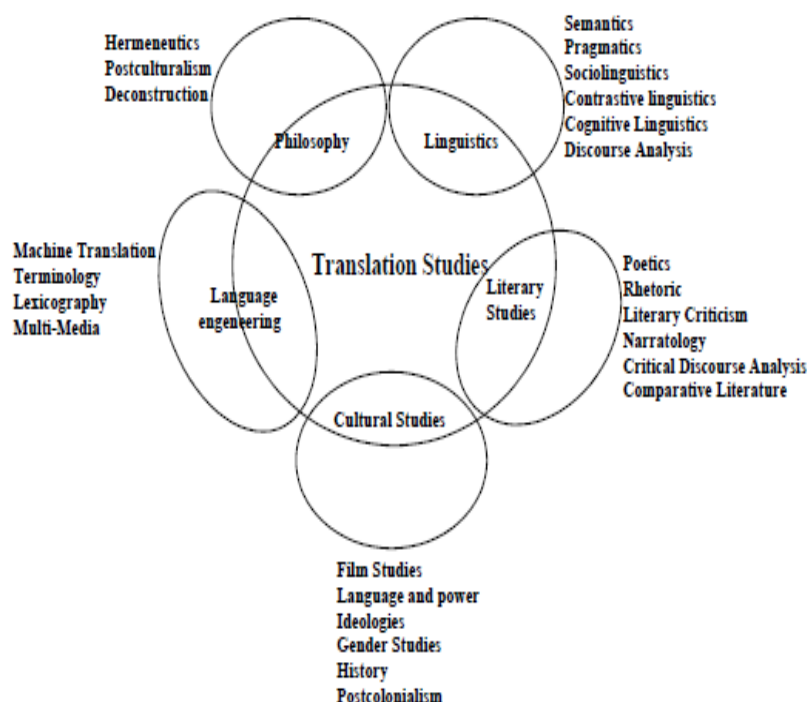 Hermeneutics
Postculturalism
Deconstruction
Semantics
Pragmatics
Sociolinguistics
Contrastive linguistics
Cognitive Linguistics
Discourse Analysis
Philosophy
Linguistics
Translation Studies
Machine Translation
Terminology
Lexicography
Multi-Media
Language
engeneering
Literary
Studies
Poetics
Rhetoric
Literary Criticism
Narratology
Critical Discourse Analysis
Comparative Literature
Cultural Studies
Film Studies
Language and power
Ideologies
Gender Studies
History
Postcolonialism